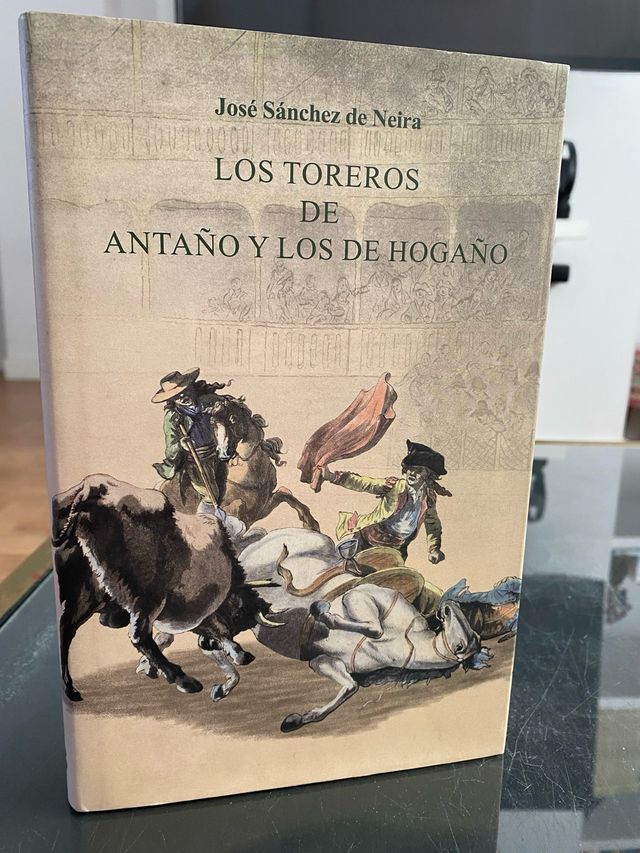 José Sánchez de Neira
LOS TOREROS
DE
ANTAÑO Y LOS DE HOGAÑO